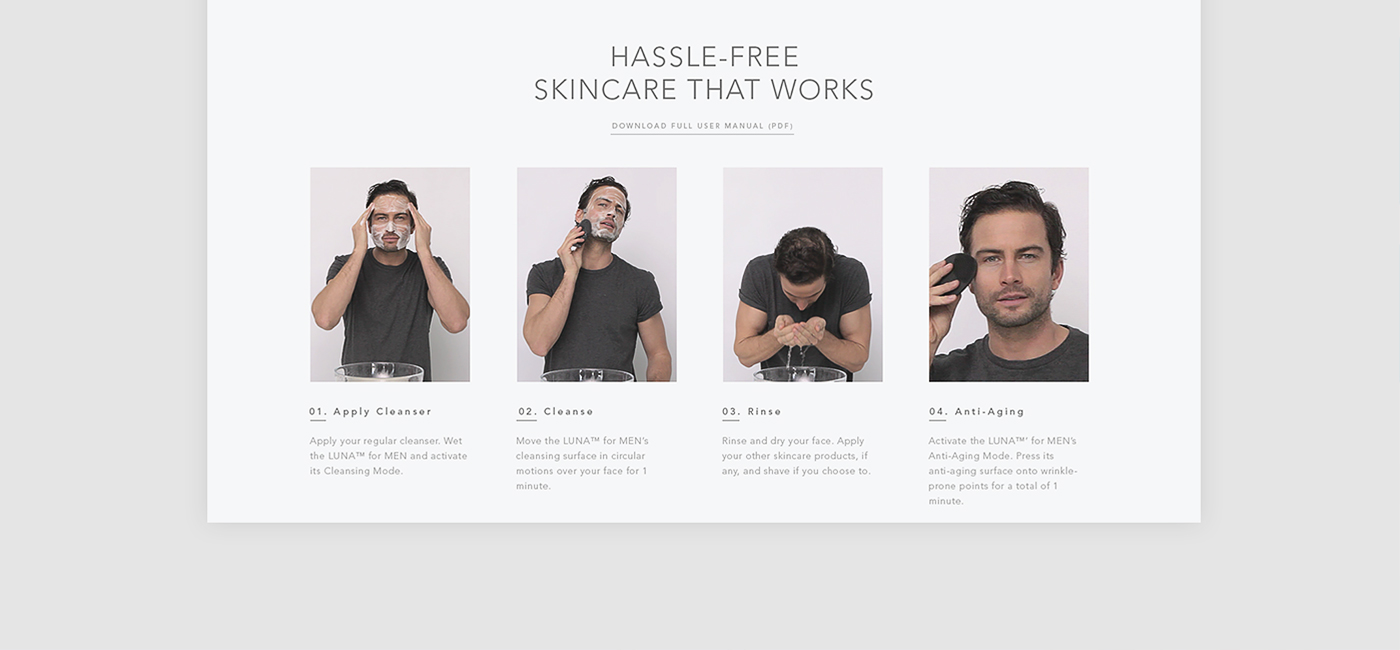 HASSLE-FREE
SKINCARE THAT WORKS
DOWNLOAD FULL USER MANUAL (PDF)
01. Apply Cleanser
Apply your regular cleanser. Wet
the LUNA™ for MEN and activate
its Cleansing Mode.
02. Cleanse
Move the LUNA™ for MEN's
cleansing surface in circular
motions over your face for 1
minute.
03. Rinse
Rinse and dry your face. Apply
your other skincare products, if
any, and shave if you choose to.
04. Anti-Aging
Activate the LUNA™' for MEN's
Anti-Aging Mode. Press its
anti-aging surface onto wrinkle-
prone points for a total of 1
minute.